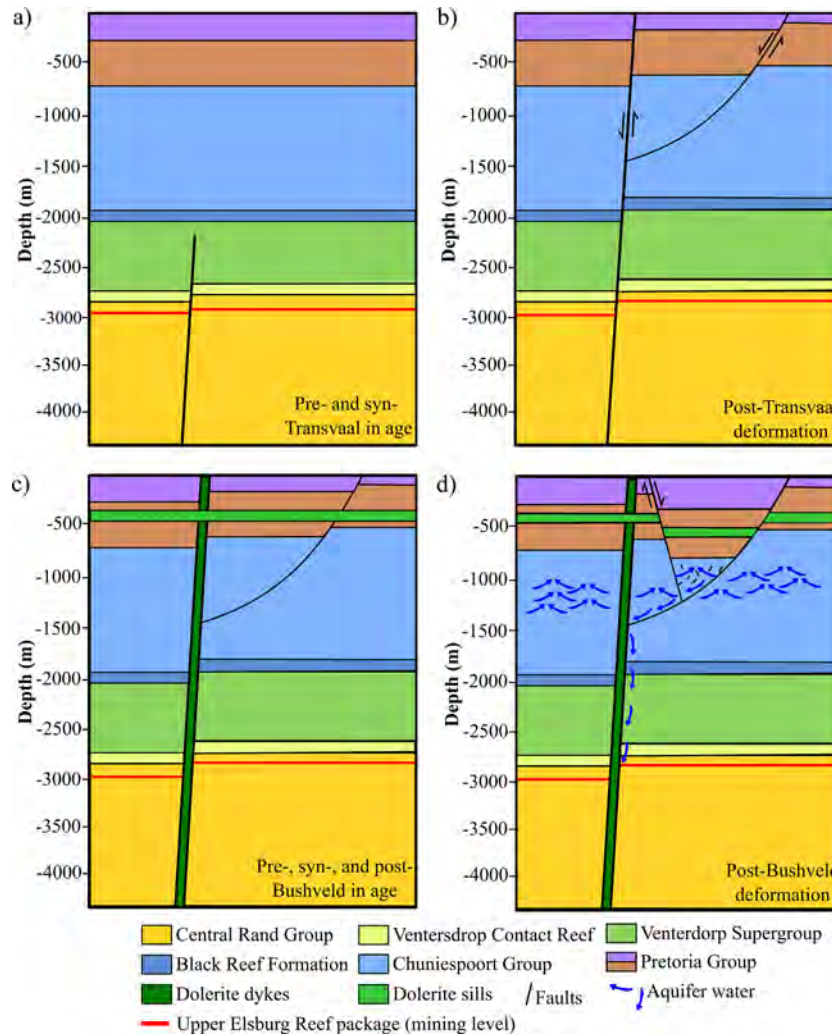 a)
Depth (m)
-500
-1000
-1500
-2000
-2500
-3000
-3500
-4000
Pre- and syn-
Transvaal in age
b)
-500
-1000
-1500
-2000
-2500
-3000
-3500
-4000
Post-Transvaa
deformation
c)
Depth (m)
-500
-1000
-1500
-2000
-2500
-3000
-3500
-4000
Pre-, syn-, and post-
Bushveld in age
d)
Depth (m)
-500
-1000
-1500
-2000
-2500
-3000
-3500
-4000
Post-Bushveld
deformation
Central Rand Group
Ventersdrop Contact Reef
Venterdorp Supergroup
Black Reef Formation
Chuniespoort Group
Pretoria Group
Dolerite dykes
Dolerite sills
Faults
Aquifer water
Upper Elsburg Reef package (mining level)